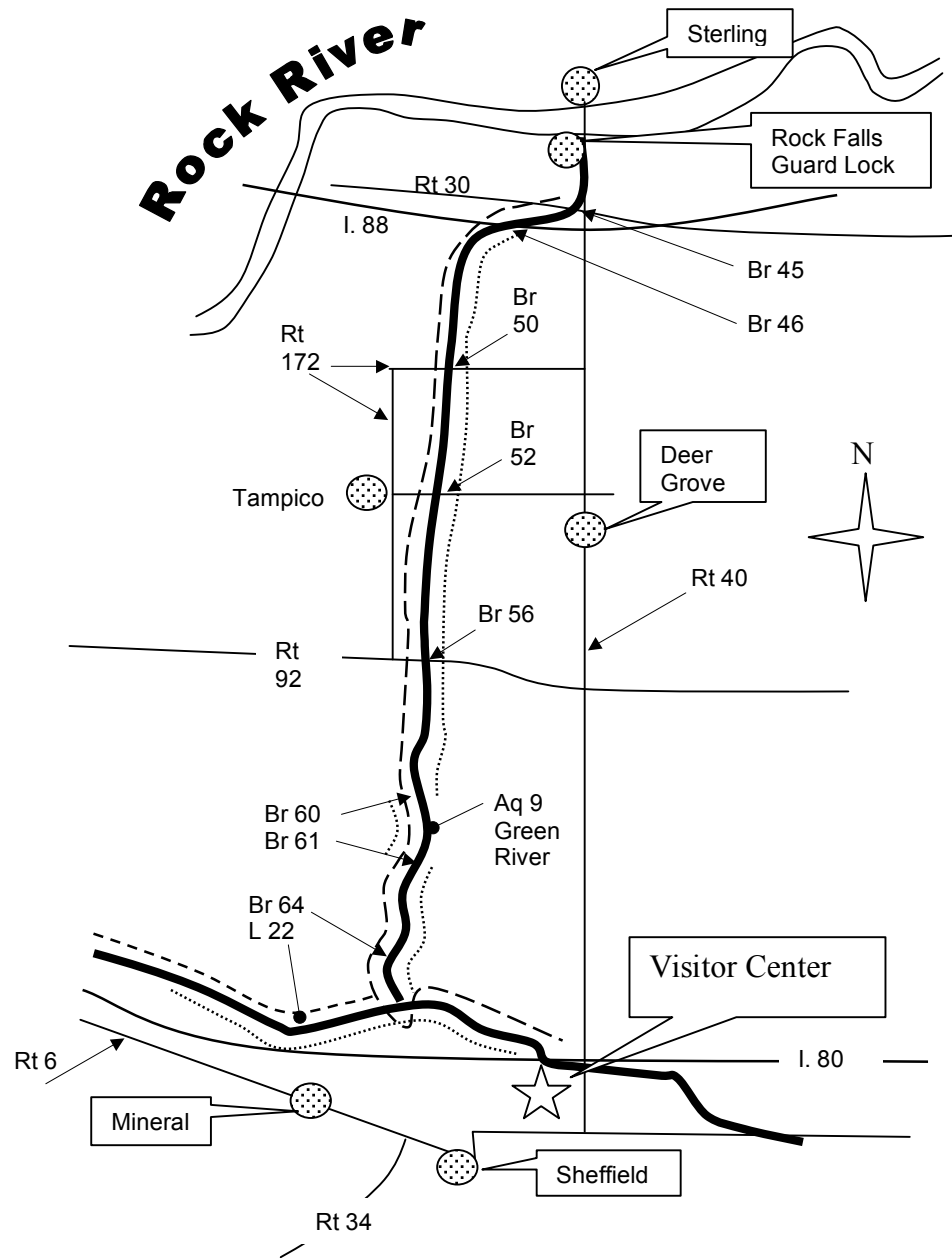 Rock River
Sterling
Rock Falls
Guard Lock
Rt 30
I. 88
Br 45
Br
50
Br 46
Rt
172
Br
52
Deer
Grove
N
Tampico
Rt 40
Br 56
Rt
92
Br 60
Br 61
Aq 9
Green
River
Br 64
L 22
Visitor Center
Rt 6
I. 80
Mineral
Sheffield
Rt 34